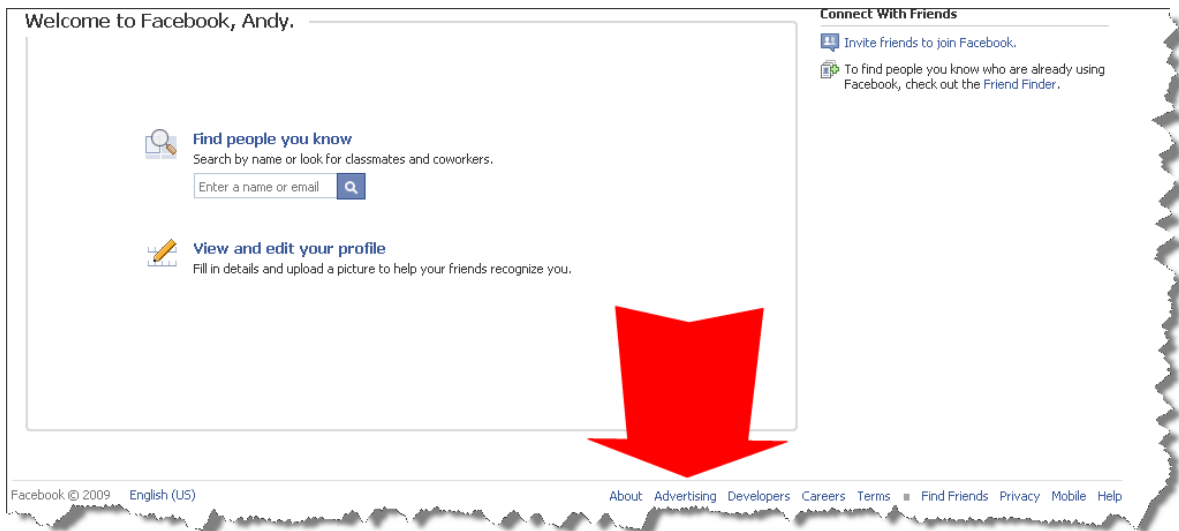 Welcome to Facebook, Andy.
Find people you know
Search by name or look for classmates and coworkers.
Enter a name or email
View and edit your profile
Fill in details and upload a picture to help your friends recognize you.
Connect With Friends
Invite friends to join Facebook.
To find people you know who are already using
Facebook, check out the Friend Finder.
Facebook © 2009 English (US)
About Advertising Developers Careers Terms ■ Find Friends Privacy Mobile Help